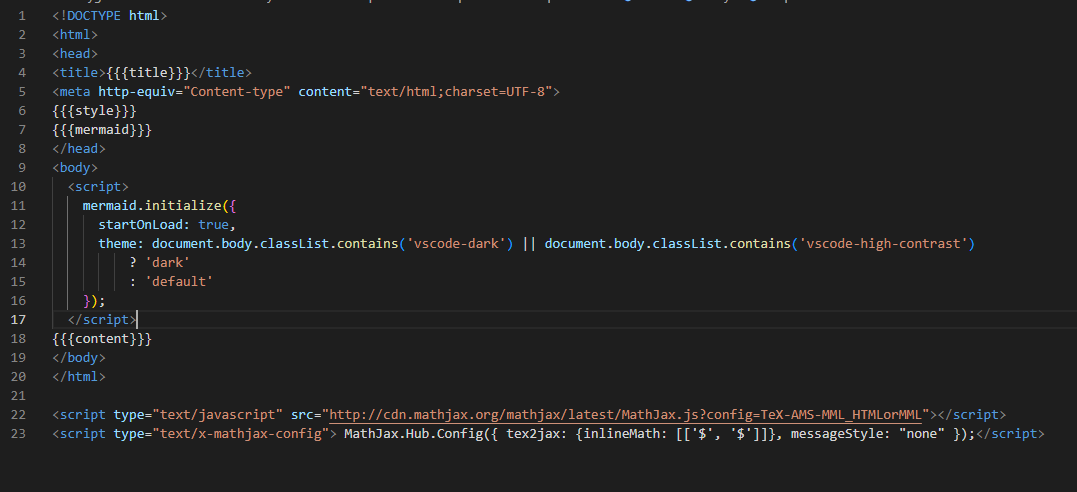 1 <!DOCTYPE html>
2 <html>
3 <head>
4 <title>{{{title}}}</title>
5 <meta http-equiv="Content-type" content="text/html;charset=UTF-8">
6 {{{style}}}
7 {{{mermaid}}}
8 </head>
9 <body>
10   <script>
11     mermaid.initialize({
12       startOnLoad: true,
13       theme: document.body.classList.contains('vscode-dark') || document.body.classList.contains('vscode-high-contrast')
14           ? 'dark'
15           : 'default'
16     });
17   </script>
18 {{{content}}}
19 </body>
20 </html>
21
22 <script type="text/javascript" src="http://cdn.mathjax.org/mathjax/latest/MathJax.js?config=TeX-AMS-MML_HTMLorMML"></script>
23 <script type="text/x-mathjax-config"> MathJax.Hub.Config({ tex2jax: {inlineMath: [['$', '$']]}, messageStyle: "none" });</script>